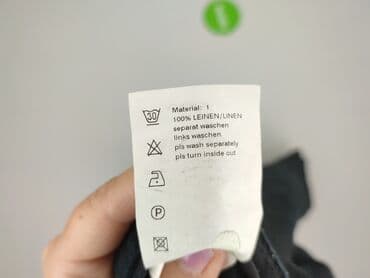 30
Material: 1
100% LEINEN/LINEN
separat waschen
links waschen
pls wash separately
pls turn inside out
P